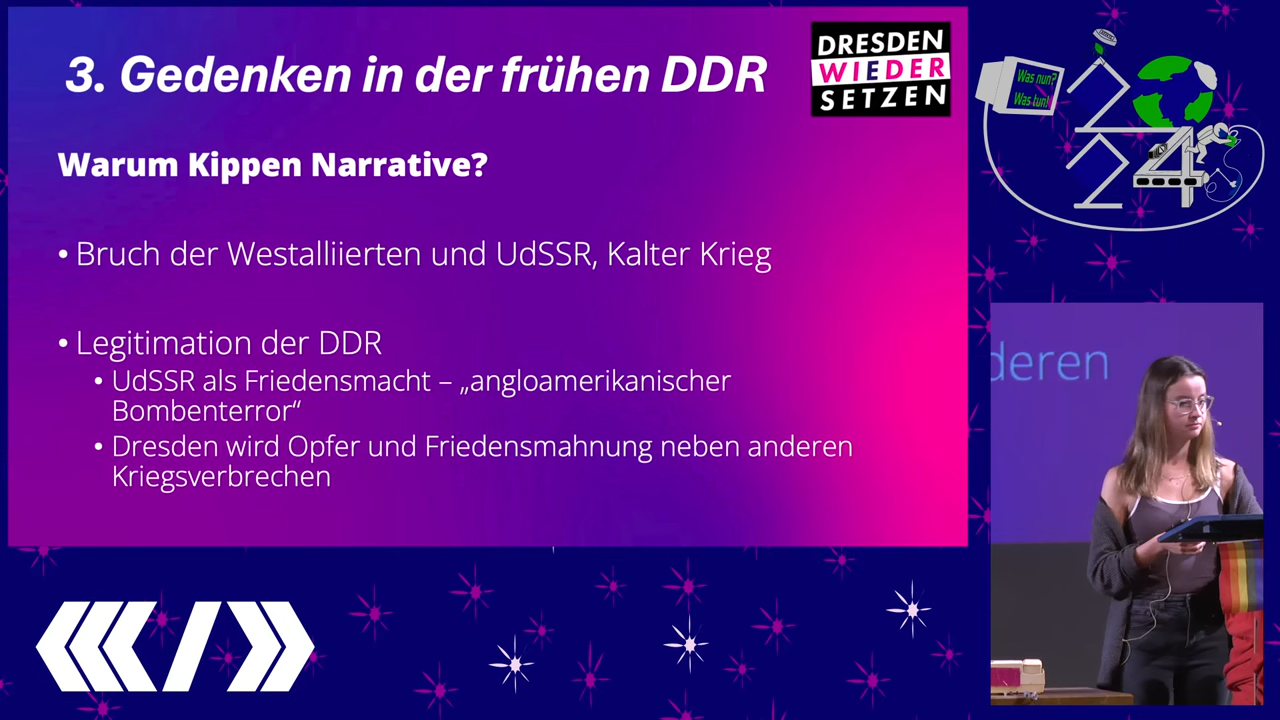 3. Gedenken in der frühen DDR
DRESDEN
WIEDER
SETZEN
Warum Kippen Narrative?
• Bruch der Westalliierten und UdSSR, Kalter Krieg
• Legitimation der DDR
• UdSSR als Friedensmacht – „angloamerikanischer
Bombenterror“
• Dresden wird Opfer und Friedensmahnung neben anderen
Kriegsverbrechen
Was nun?
Was tun!
2
24
deren